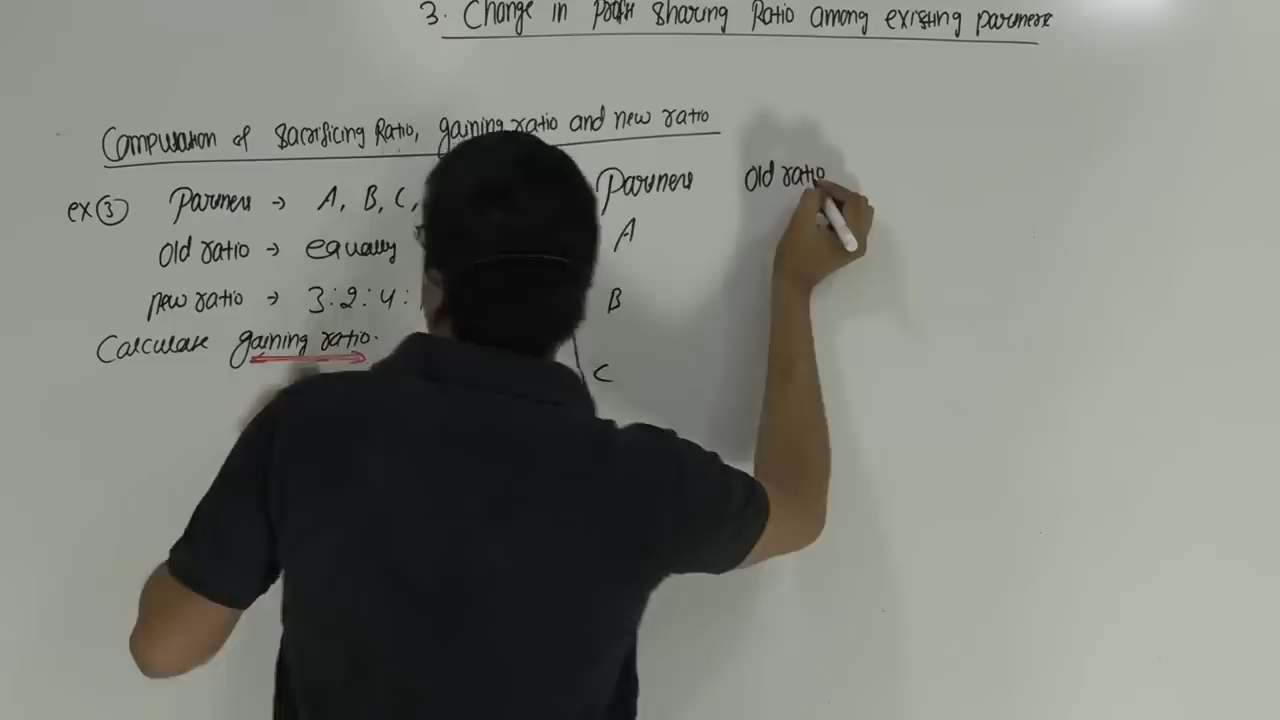 3. Change in Profit sharing Ratio among existing partners
Computation of Sacrificing Ratio, gaining ratio and new ratio
ex ③ Partners → A, B, C,
Old ratio → equally
new ratio → 3:2:4:
Calculate gaining ratio.
Partners Old ratio
A
B
C